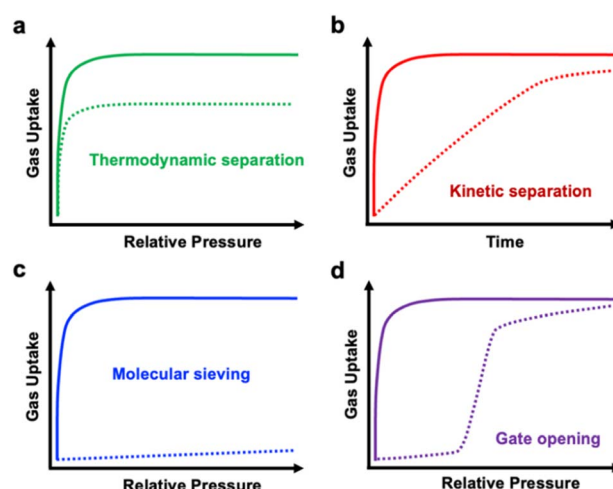 a
Gas Uptake
Thermodynamic separation
Relative Pressure
b
Gas Uptake
Kinetic separation
Time
c
Gas Uptake
Molecular sieving
Relative Pressure
d
Gas Uptake
Gate opening
Relative Pressure